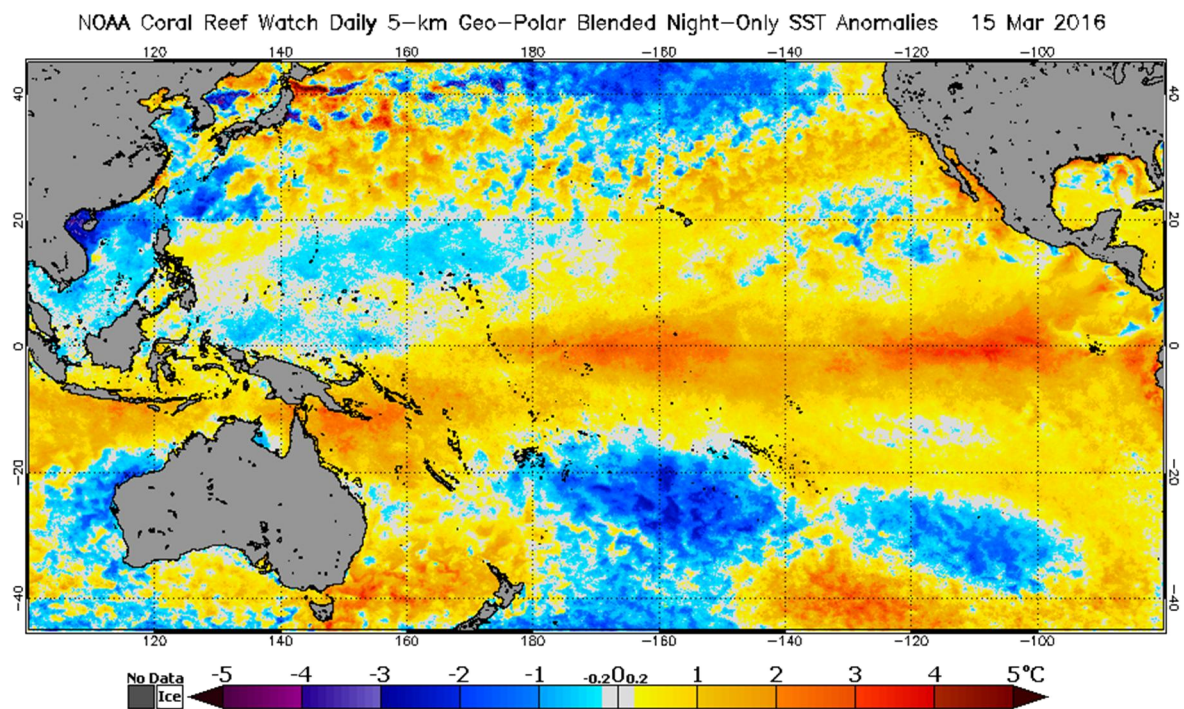 NOAA Coral Reef Watch Daily 5-km Geo-Polar Blended Night-Only SST Anomalies 15 Mar 2016
120 140 160 180 -160 -140 -120 -100
40 40
20 20
0 0
-20 -20
-40 -40
120 140 160 180 -160 -140 -120 -100
No Data -5 -4 -3 -2 -1 -0.2 0 0.2 1 2 3 4 5°C
Ice